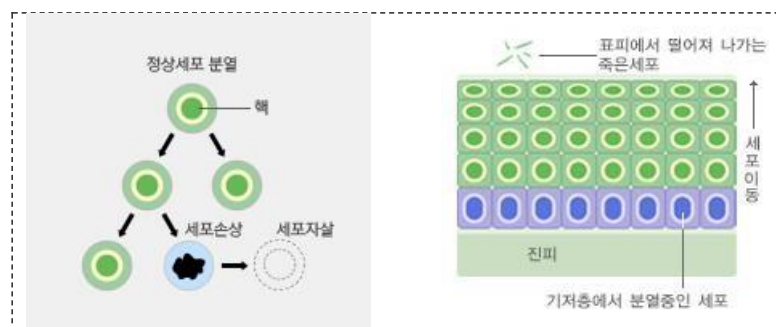 정상세포 분열
핵
세포손상
세포자살
표피에서 떨어져 나가는
죽은세포
세포이동
진피
기저층에서 분열중인 세포